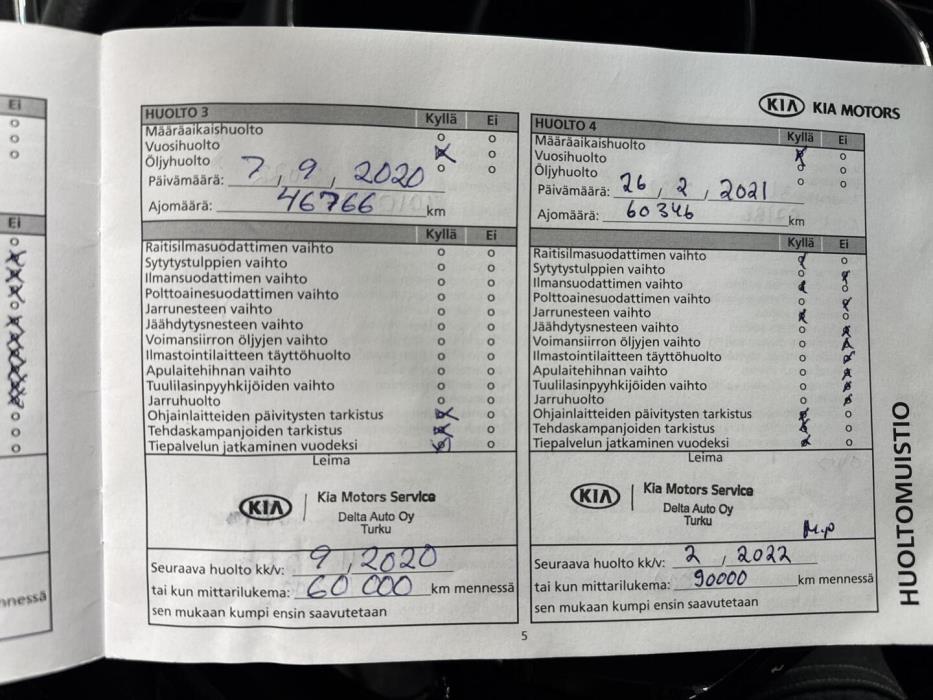 Ei
Ei
nnessä
KIA KIA MOTORS
HUOLTO 3 Kyllä Ei
Määräaikaishuolto
Vuosihuolto
Öljyhuolto
Päivämäärä: 7 , 9 , 2020
Ajomäärä: 46766 km
Kyllä Ei
Raitisilmasuodattimen vaihto
Sytytystulppien vaihto
Ilmansuodattimen vaihto
Polttoainesuodattimen vaihto
Jarrunesteen vaihto
Jäähdytysnesteen vaihto
Voimansiirron öljyjen vaihto
Ilmastointilaitteen täyttöhuolto
Apulaitehihnan vaihto
Tuulilasinpyyhkijöiden vaihto
Jarruhuolto
Ohjainlaitteiden päivitysten tarkistus
Tehdaskampanjoiden tarkistus
Tiepalvelun jatkaminen vuodeksi
Leima
KIA Kia Motors Service
Delta Auto Oy
Turku
Seuraava huolto kk/v: 9 , 2020
tai kun mittarilukema: 60 000 km mennessä
sen mukaan kumpi ensin saavutetaan
HUOLTO 4 Kyllä Ei
Määräaikaishuolto
Vuosihuolto
Öljyhuolto
Päivämäärä: 26 , 2 , 2021
Ajomäärä: 60346 km
Kyllä Ei
Raitisilmasuodattimen vaihto
Sytytystulppien vaihto
Ilmansuodattimen vaihto
Polttoainesuodattimen vaihto
Jarrunesteen vaihto
Jäähdytysnesteen vaihto
Voimansiirron öljyjen vaihto
Ilmastointilaitteen täyttöhuolto
Apulaitehihnan vaihto
Tuulilasinpyyhkijöiden vaihto
Jarruhuolto
Ohjainlaitteiden päivitysten tarkistus
Tehdaskampanjoiden tarkistus
Tiepalvelun jatkaminen vuodeksi
Leima
KIA Kia Motors Service
Delta Auto Oy
Turku
M.P
Seuraava huolto kk/v: 2 , 2022
tai kun mittarilukema: 90000 km mennessä
sen mukaan kumpi ensin saavutetaan
HUOLTOMUISTIO
5